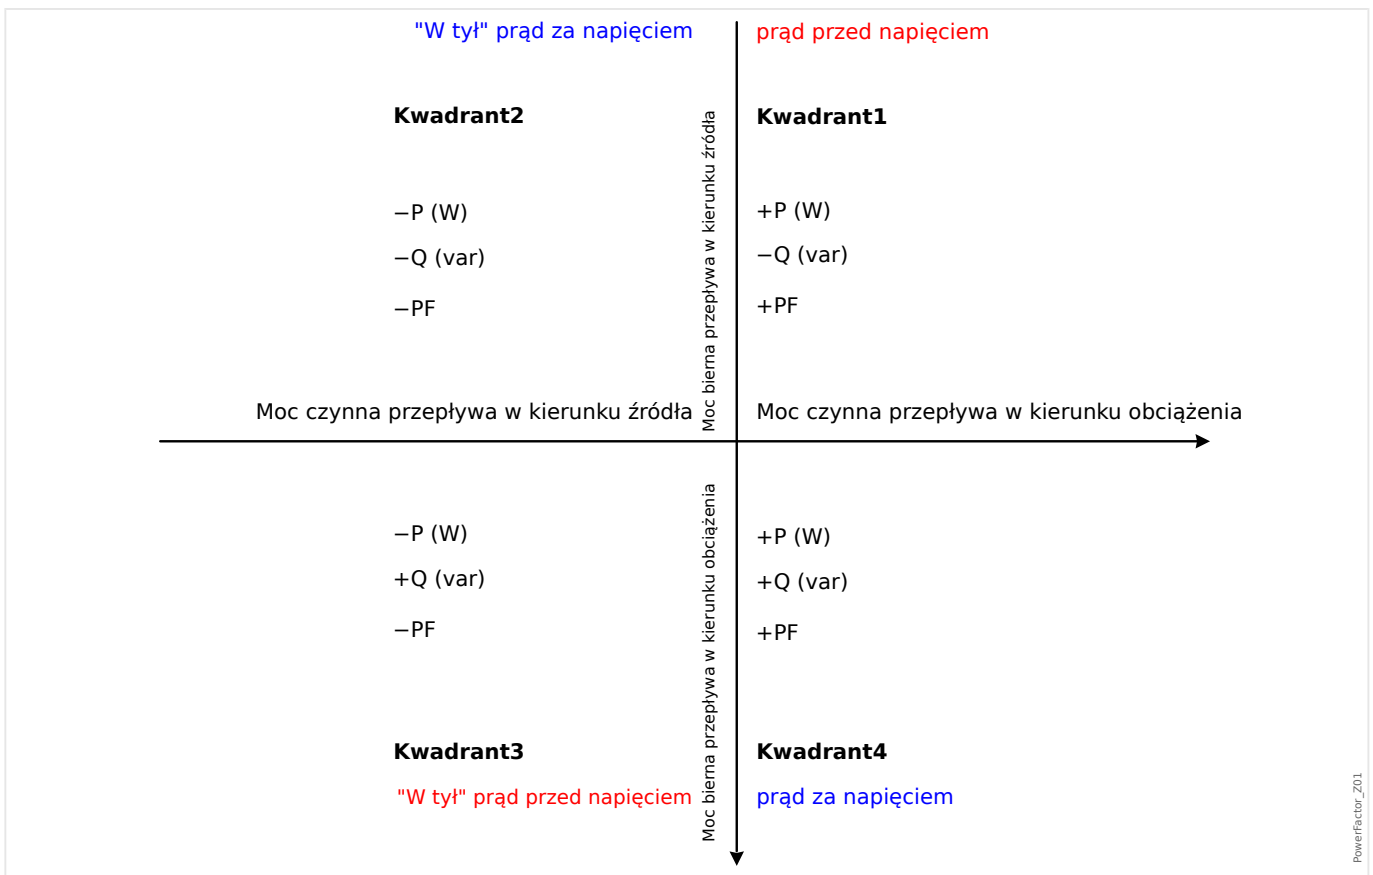 "W tył" prąd za napięciem
prąd przed napięciem
Kwadrant2
Kwadrant1
−P (W)
−Q (var)
−PF
+P (W)
−Q (var)
+PF
Moc bierna przepływa w kierunku źródła
Moc czynna przepływa w kierunku źródła
Moc czynna przepływa w kierunku obciążenia
−P (W)
+Q (var)
−PF
Moc bierna przepływa w kierunku obciążenia
+P (W)
+Q (var)
+PF
Kwadrant3
Kwadrant4
"W tył" prąd przed napięciem
prąd za napięciem
PowerFactor_Z01